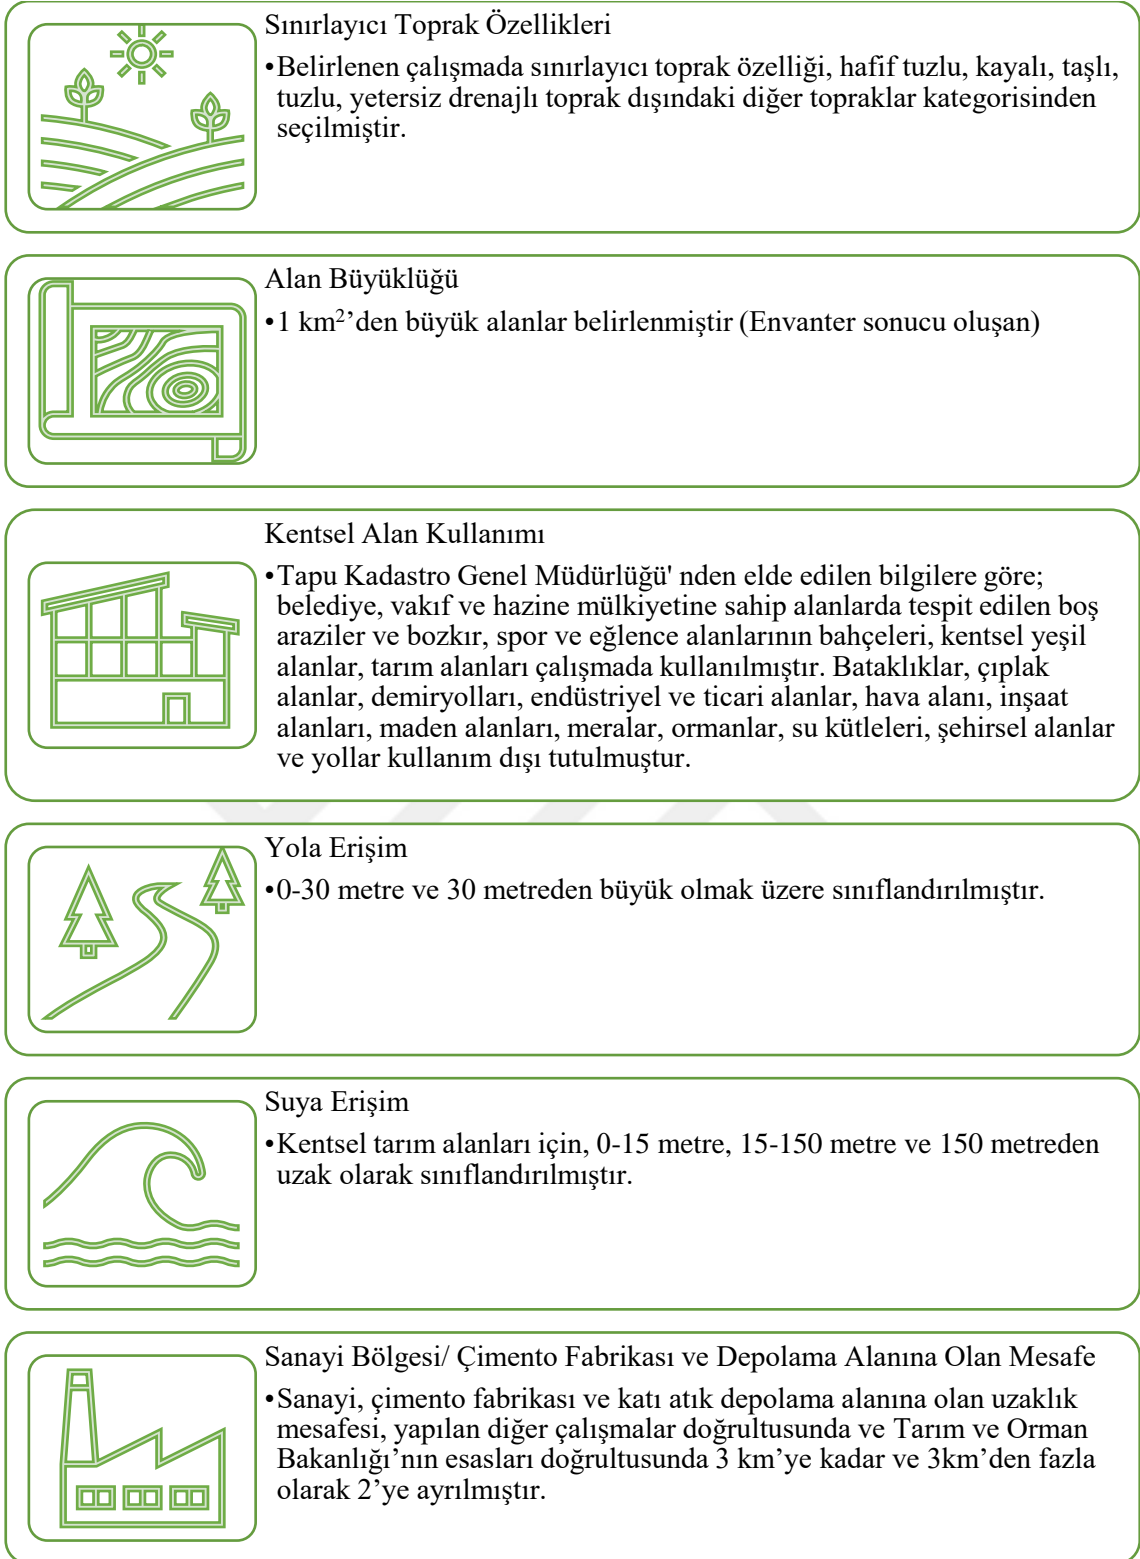 Sınırlayıcı Toprak Özellikleri
•Belirlenen çalışmada sınırlayıcı toprak özelliği, hafif tuzlu, kayalı, taşlı,
tuzlu, yetersiz drenajlı toprak dışındaki diğer topraklar kategorisinden
seçilmiştir.
Alan Büyüklüğü
•1 km²’den büyük alanlar belirlenmiştir (Envanter sonucu oluşan)
Kentsel Alan Kullanımı
•Tapu Kadastro Genel Müdürlüğü' nden elde edilen bilgilere göre;
belediye, vakıf ve hazine mülkiyetine sahip alanlarda tespit edilen boş
araziler ve bozkır, spor ve eğlence alanlarının bahçeleri, kentsel yeşil
alanlar, tarım alanları çalışmada kullanılmıştır. Bataklıklar, çıplak
alanlar, demiryolları, endüstriyel ve ticari alanlar, hava alanı, inşaat
alanları, maden alanları, meralar, ormanlar, su kütleleri, şehirsel alanlar
ve yollar kullanım dışı tutulmuştur.
Yola Erişim
•0-30 metre ve 30 metreden büyük olmak üzere sınıflandırılmıştır.
Suya Erişim
•Kentsel tarım alanları için, 0-15 metre, 15-150 metre ve 150 metreden
uzak olarak sınıflandırılmıştır.
Sanayi Bölgesi/ Çimento Fabrikası ve Depolama Alanına Olan Mesafe
•Sanayi, çimento fabrikası ve katı atık depolama alanına olan uzaklık
mesafesi, yapılan diğer çalışmalar doğrultusunda ve Tarım ve Orman
Bakanlığı’nın esasları doğrultusunda 3 km’ye kadar ve 3km’den fazla
olarak 2’ye ayrılmıştır.